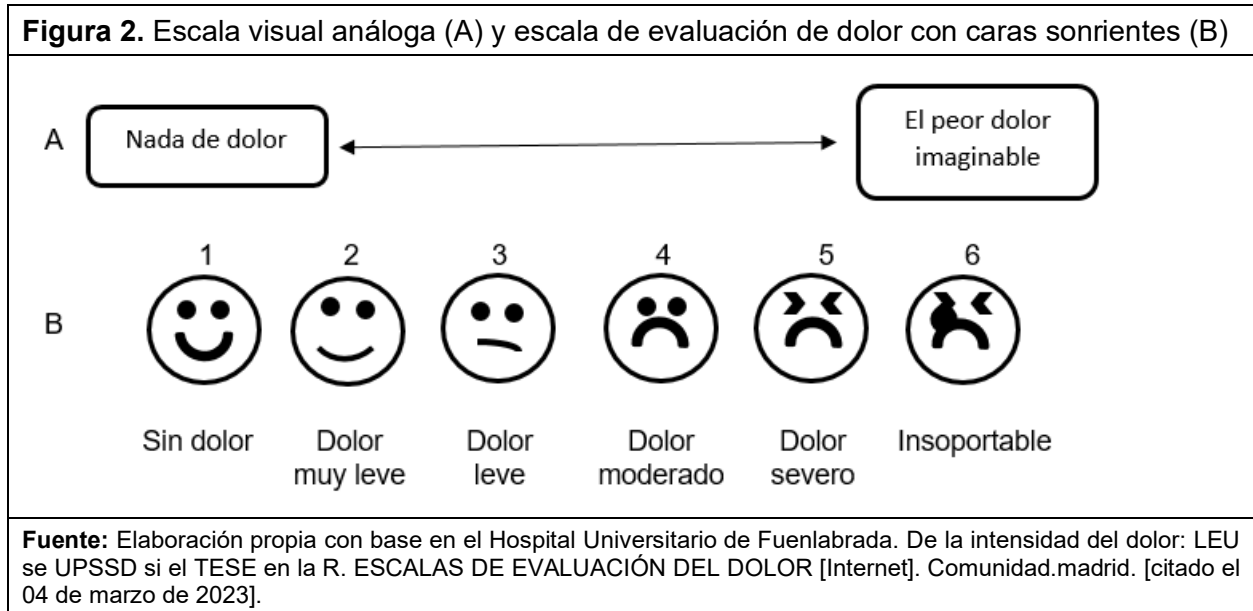 Figura 2. Escala visual análoga (A) y escala de evaluación de dolor con caras sonrientes (B)
A
Nada de dolor
El peor dolor
imaginable
B
1 2 3 4 5 6
Sin dolor Dolor Dolor Dolor Dolor Insoportable
muy leve leve moderado severo
Fuente: Elaboración propia con base en el Hospital Universitario de Fuenlabrada. De la intensidad del dolor: LEU
se UPSSD si el TESE en la R. ESCALAS DE EVALUACIÓN DEL DOLOR [Internet]. Comunidad.madrid. [citado el
04 de marzo de 2023].